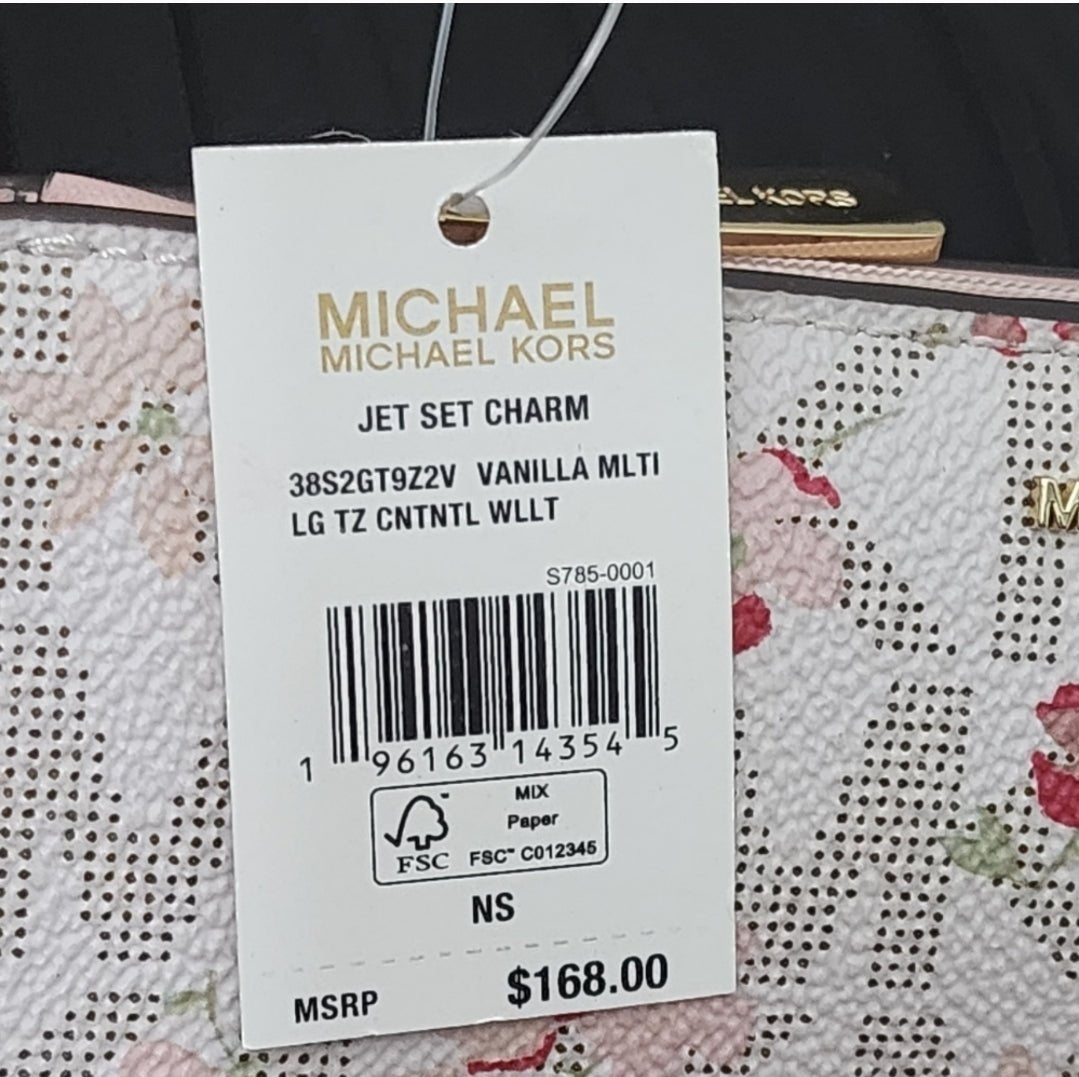 MICHAEL
MICHAEL KORS
JET SET CHARM
38S2GT9Z2V VANILLA MLTI
LG TZ CNTNTL WLLT
S785-0001
1 96163 14354 5
MIX
Paper
FSC FSC™ C012345
NS
MSRP $168.00
KORS
M